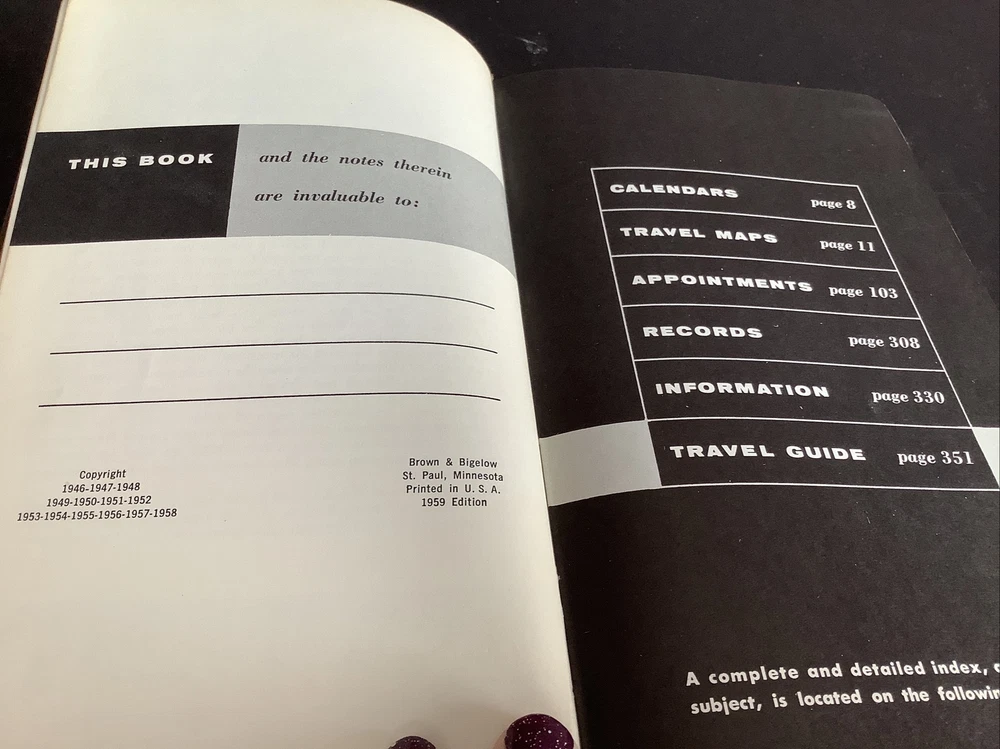 THIS BOOK
and the notes therein
are invaluable to:
Copyright
1946-1947-1948
1949-1950-1951-1952
1953-1954-1955-1956-1957-1958
Brown & Bigelow
St. Paul, Minnesota
Printed in U. S. A.
1959 Edition
CALENDARS page 8
TRAVEL MAPS page 11
APPOINTMENTS page 103
RECORDS page 308
INFORMATION page 330
TRAVEL GUIDE page 351
A complete and detailed index,
subject, is located on the